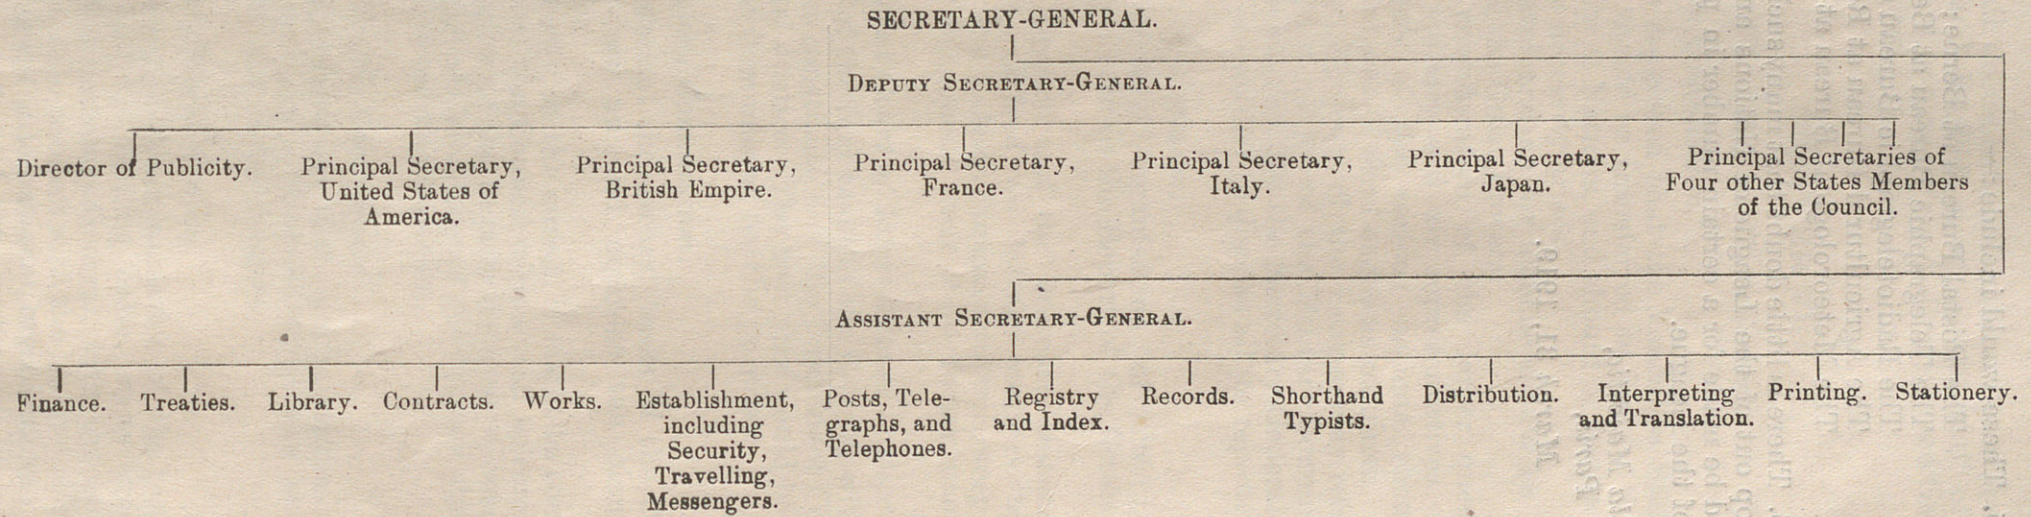 SECRETARY-GENERAL.
DEPUTY SECRETARY-GENERAL.
Director of Publicity.
Principal Secretary,
United States of
America.
Principal Secretary,
British Empire.
Principal Secretary,
France.
Principal Secretary,
Italy.
Principal Secretary,
Japan.
Principal Secretaries of
Four other States Members
of the Council.
ASSISTANT SECRETARY-GENERAL.
Finance.
Treaties.
Library.
Contracts.
Works.
Establishment,
including
Security,
Travelling,
Messengers.
Posts, Tele-
graphs, and
Telephones.
Registry
and Index.
Records.
Shorthand
Typists.
Distribution.
Interpreting
and Translation.
Printing.
Stationery.